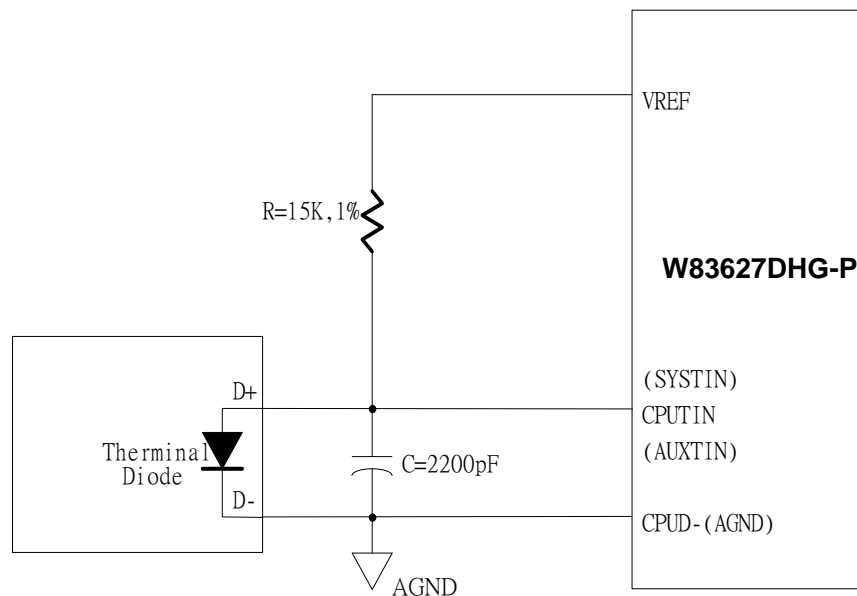 VREF
R=15K,1%
W83627DHG-P
(SYSTIN)
D+
CPUTIN
Therminal
Diode
(AUXTIN)
C=2200pF
D-
CPUD-(AGND)
AGND